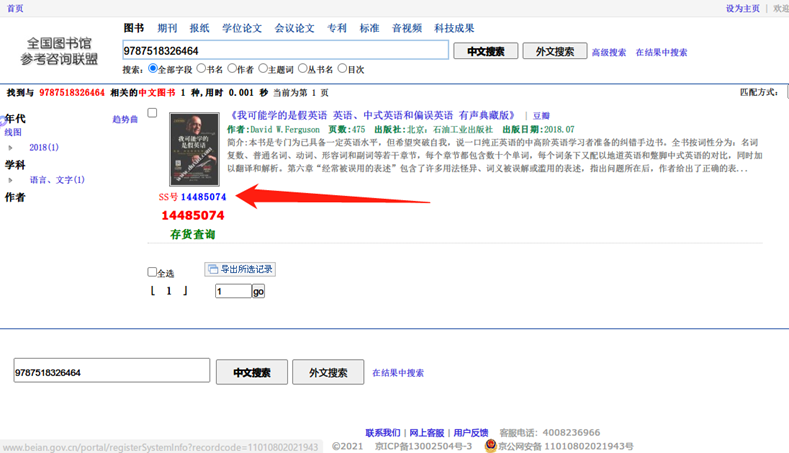 首页 设为主页 | 欢迎
图书 期刊 报纸 学位论文 会议论文 专利 标准 音视频 科技成果
全国图书馆
参考咨询联盟
9787518326464 中文搜索 外文搜索 高级搜索 在结果中搜索
搜索: 全部字段 书名 作者 主题词 丛书名 目次
找到与 9787518326464 相关的中文图书 1 种,用时 0.001 秒 当前为第 1 页 匹配方式:
年代 趋势曲
线图
2018(1)
学科
语言、文字(1)
作者
《我可能学的是假英语 英语、中式英语和偏误英语 有声典藏版》 | 豆瓣
作者:David W.Ferguson 页数:475 出版社:北京:石油工业出版社 出版日期:2018.07
简介:本书是专门为已具备一定英语水平,但希望突破自我,说一口纯正英语的中高阶英语学习者准备的纠错手边书。全书按词性分为:名词
复数、普通名词、动词、形容词和副词等若干章节,每个章节都包含数十个单词,每个词条下又配以地道英语和蹩脚中式英语的对比,同时加
以翻译和解析。第六章“经常被误用的表述”包含了许多用法怪异、词义被误解或滥用的表述,指出问题所在后,作者给出了正确的表...
我可能学的
是假英语
SS号 14485074
14485074
存货查询
全选 导出所选记录
[ 1 ] 1 go
9787518326464 中文搜索 外文搜索 在结果中搜索
联系我们 | 网上客服 | 用户反馈 客服电话: 4008236966
www.beian.gov.cn/portal/registerSystemInfo?recordcode=11010802021943 ©2021 京ICP备13002504号-3 京公网安备 11010802021943号